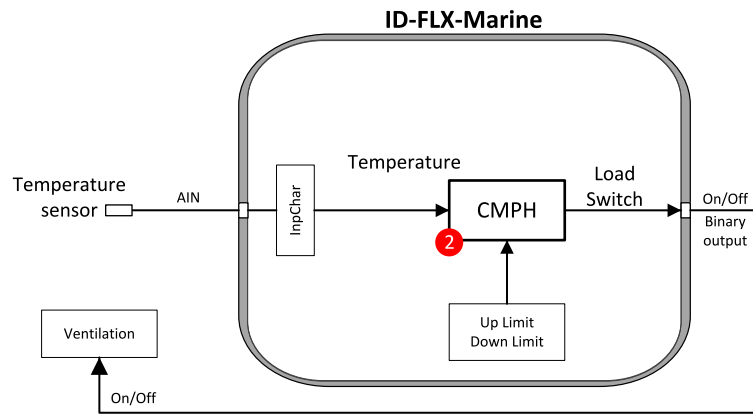 ID-FLX-Marine
Temperature
sensor
AIN
InpChar
Temperature
CMPH
2
Load
Switch
On/Off
Binary
output
Up Limit
Down Limit
Ventilation
On/Off